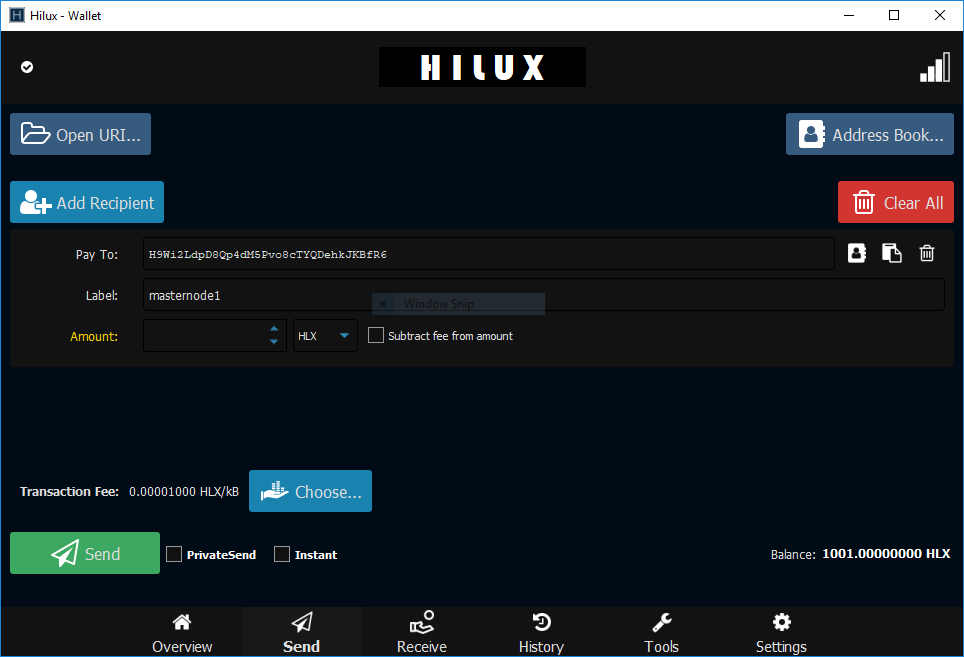 Hilux - Wallet
HILUX
Open URI...
Address Book...
Add Recipient
Clear All
Pay To:
H9Wi2LdpD8Qp4dM5Pvo8cTYQDehkJKBfR6
Label:
masternode1
Window Snip
Amount:
HLX
Subtract fee from amount
Transaction Fee: 0.00001000 HLX/kB
Choose...
Send
PrivateSend
Instant
Balance: 1001.00000000 HLX
Overview
Send
Receive
History
Tools
Settings